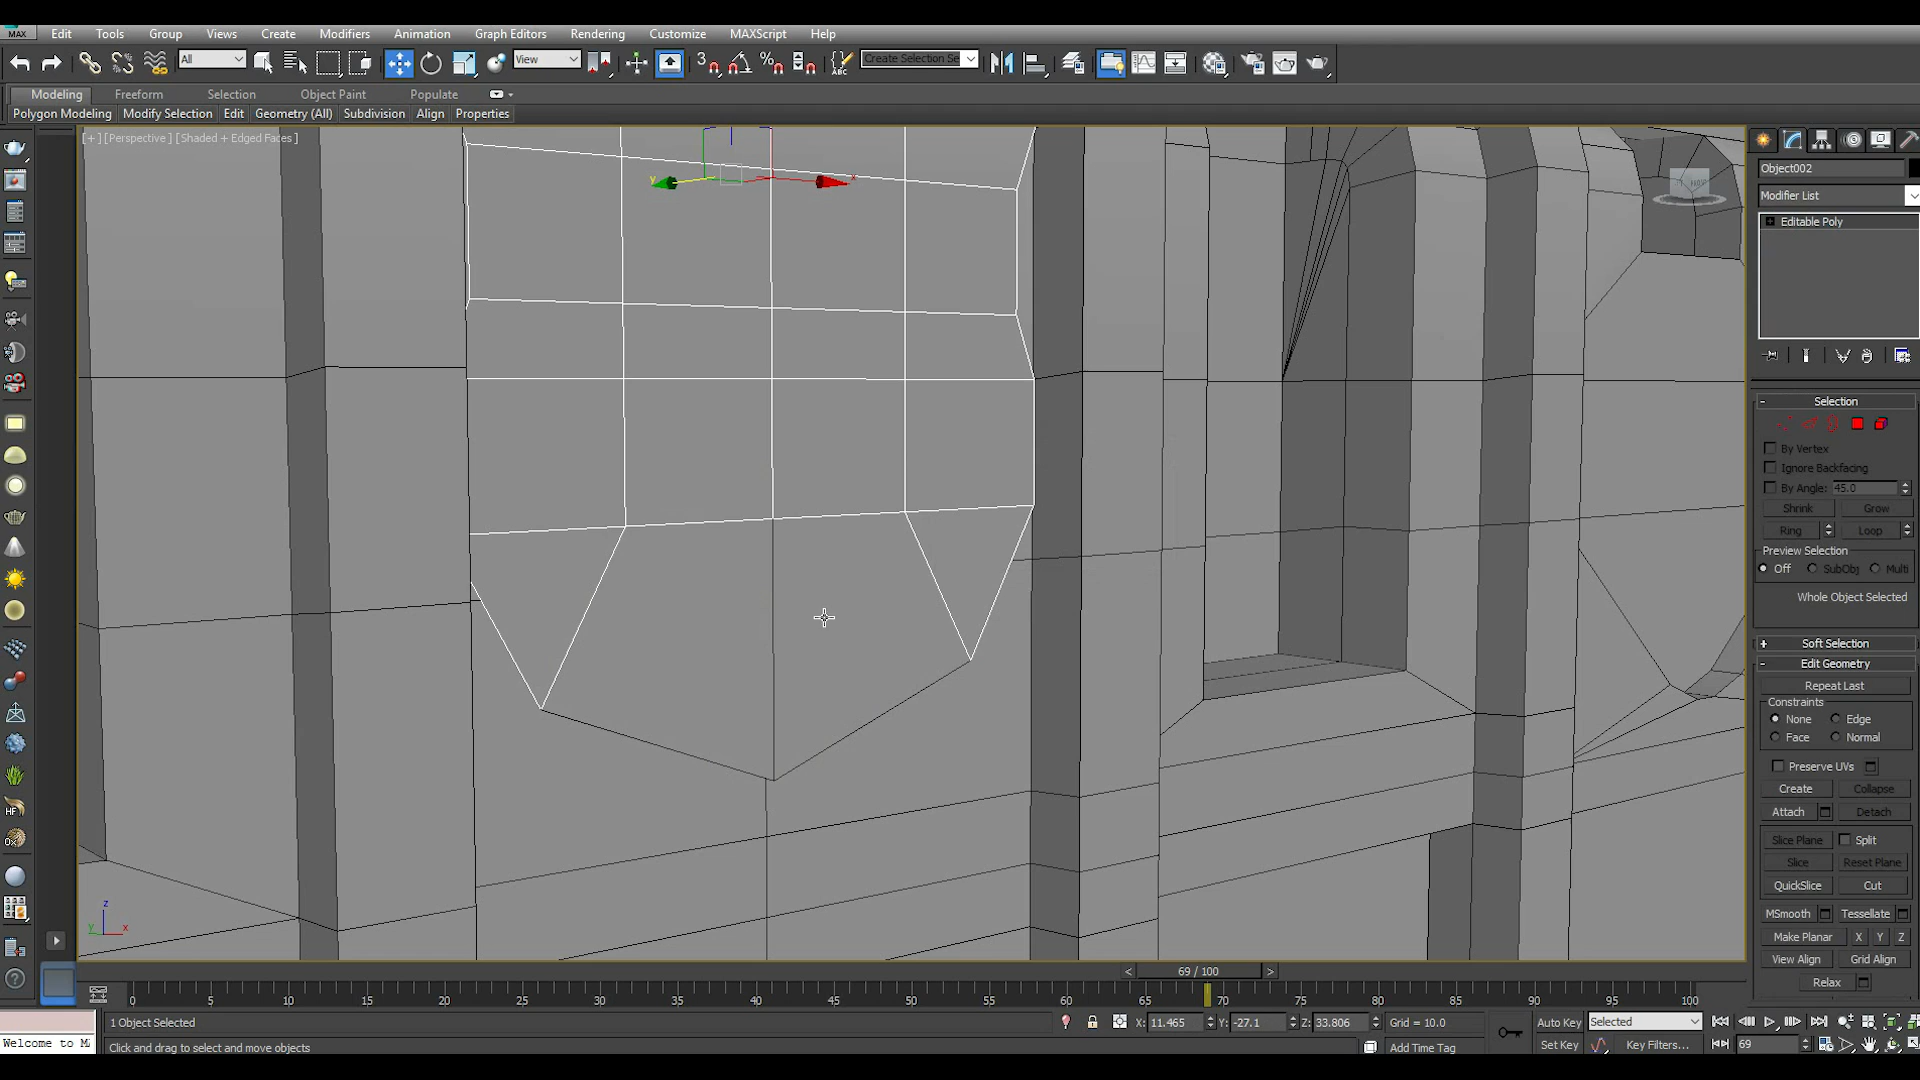 MAX Edit Tools Group Views Create Modifiers Animation Graph Editors Rendering Customize MAXScript Help
All View Create Selection Se
Modeling Freeform Selection Object Paint Populate
Polygon Modeling Modify Selection Edit Geometry (All) Subdivision Align Properties
[+] [Perspective ] [Shaded + Edged Faces ]
Object002
Modifier List
Editable Poly
- Selection
By Vertex
Ignore Backfacing
By Angle: 45.0
Shrink Grow
Ring Loop
Preview Selection
Off SubObj Multi
Whole Object Selected
+ Soft Selection
- Edit Geometry
Repeat Last
Constraints
None Edge
Face Normal
Preserve UVs
Create Collapse
Attach Detach
Slice Plane Split
Slice Reset Plane
QuickSlice Cut
MSmooth Tessellate
Make Planar X Y Z
View Align Grid Align
Relax
z
y x
y x
< 69 / 100 >
0 5 10 15 20 25 30 35 40 45 50 55 60 65 70 75 80 85 90 95 100
1 Object Selected X: 11.465 Y: -27.1 Z: 33.806 Grid = 10.0 Auto Key Selected
Welcome to MA Click and drag to select and move objects Add Time Tag Set Key Key Filters... 69